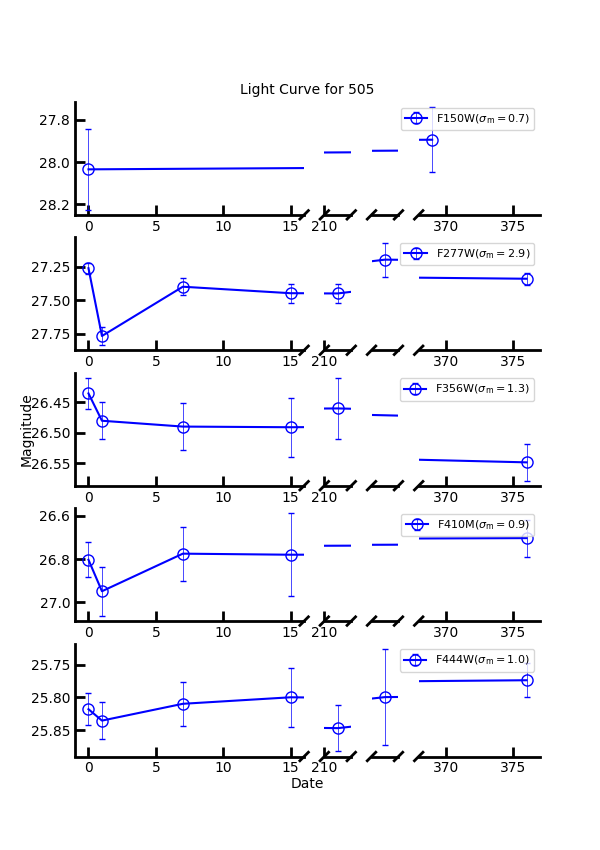 Light Curve for 505
27.8
28.0
28.2
F150W(σm = 0.7)
0 5 10 15 210 370 375
27.25
27.50
27.75
F277W(σm = 2.9)
0 5 10 15 210 370 375
Magnitude
26.45
26.50
26.55
F356W(σm = 1.3)
0 5 10 15 210 370 375
26.6
26.8
27.0
F410M(σm = 0.9)
0 5 10 15 210 370 375
25.75
25.80
25.85
F444W(σm = 1.0)
0 5 10 15 210 370 375
Date